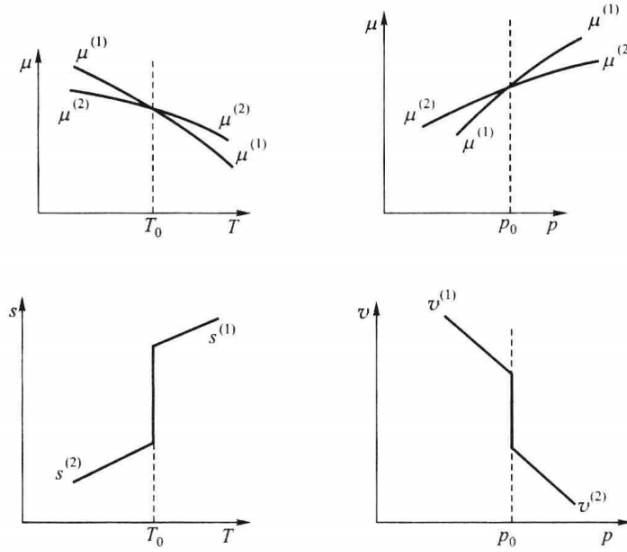 μ
μ^(1)
μ^(2)
μ^(2)
μ^(1)
T_0
T
μ
μ^(1)
μ^(2)
μ^(2)
μ^(1)
p_0
p
s
s^(1)
s^(2)
T_0
T
v
v^(1)
v^(2)
p_0
p